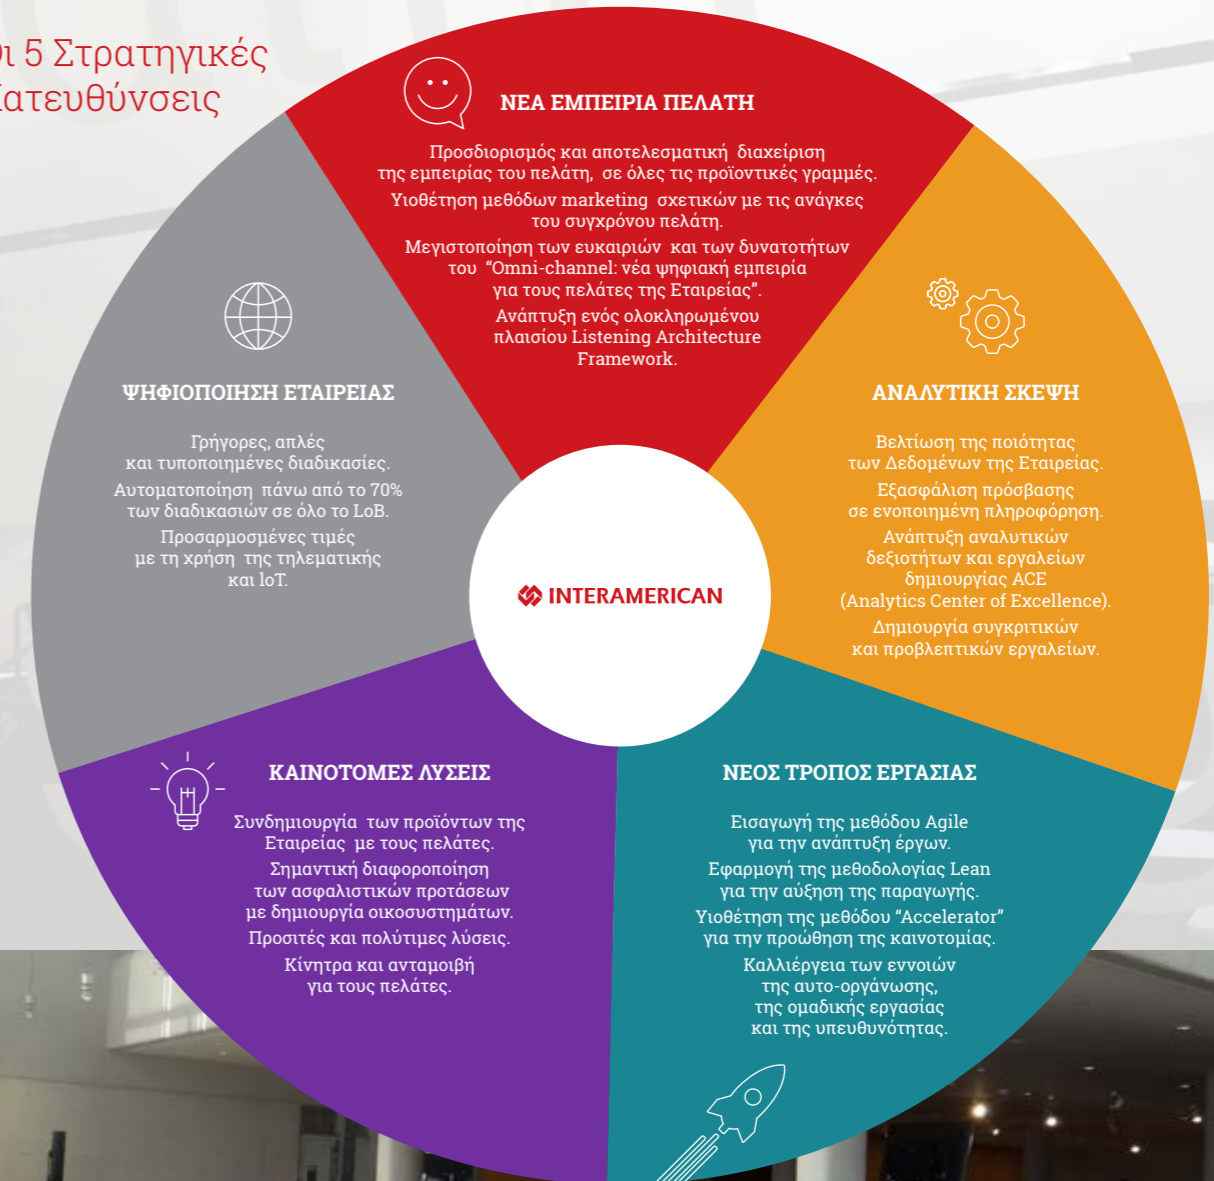 5 Στρατηγικές
ΝΕΑ ΕΜΠΕΙΡΙΑ ΠΕΛΑΤΗ
Προσδιορισμός και αποτελεσματική διαχείριση
της εμπειρίας του πελάτη, σε όλες τις προϊοντικές γραμμές.
Υιοθέτηση μεθόδων marketing σχετικών με τις ανάγκες
του συγχρόνου πελάτη.
Μεγιστοποίηση των ευκαιριών και των δυνατοτήτων
του “Omni-channel: νέα ψηφιακή εμπειρία
για τους πελάτες της Εταιρείας”.
Ανάπτυξη ενός ολοκληρωμένου
πλαισίου Listening Architecture
Framework.
ΑΝΑΛΥΤΙΚΗ ΣΚΕΨΗ
Βελτίωση της ποιότητας
των Δεδομένων της Εταιρείας.
Εξασφάλιση πρόσβασης
σε ενοποιημένη πληροφόρηση.
Ανάπτυξη αναλυτικών
δεξιοτήτων και εργαλείων
δημιουργίας ACE
(Analytics Center of Excellence).
Δημιουργία συγκριτικών
και προβλεπτικών εργαλείων.
ΝΕΟΣ ΤΡΟΠΟΣ ΕΡΓΑΣΙΑΣ
Εισαγωγή της μεθόδου Agile
για την ανάπτυξη έργων.
Εφαρμογή της μεθοδολογίας Lean
για την αύξηση της παραγωγής.
Υιοθέτηση της μεθόδου “Accelerator”
για την προώθηση της καινοτομίας.
Καλλιέργεια των εννοιών
της αυτο-οργάνωσης,
της ομαδικής εργασίας
και της υπευθυνότητας.
ΚΑΙΝΟΤΟΜΕΣ ΛΥΣΕΙΣ
Συνδημιουργία των προϊόντων της
Εταιρείας με τους πελάτες.
Σημαντική διαφοροποίηση
των ασφαλιστικών προτάσεων
με δημιουργία οικοσυστημάτων.
Προσιτές και πολύτιμες λύσεις.
Κίνητρα και ανταμοιβή
για τους πελάτες.
ΨΗΦΙΟΠΟΙΗΣΗ ΕΤΑΙΡΕΙΑΣ
Γρήγορες, απλές
και τυποποιημένες διαδικασίες.
Αυτοματοποίηση πάνω από το 70%
των διαδικασιών σε όλο το LoB.
Προσαρμοσμένες τιμές
με τη χρήση της τηλεματικής
και loT.
INTERAMERICAN